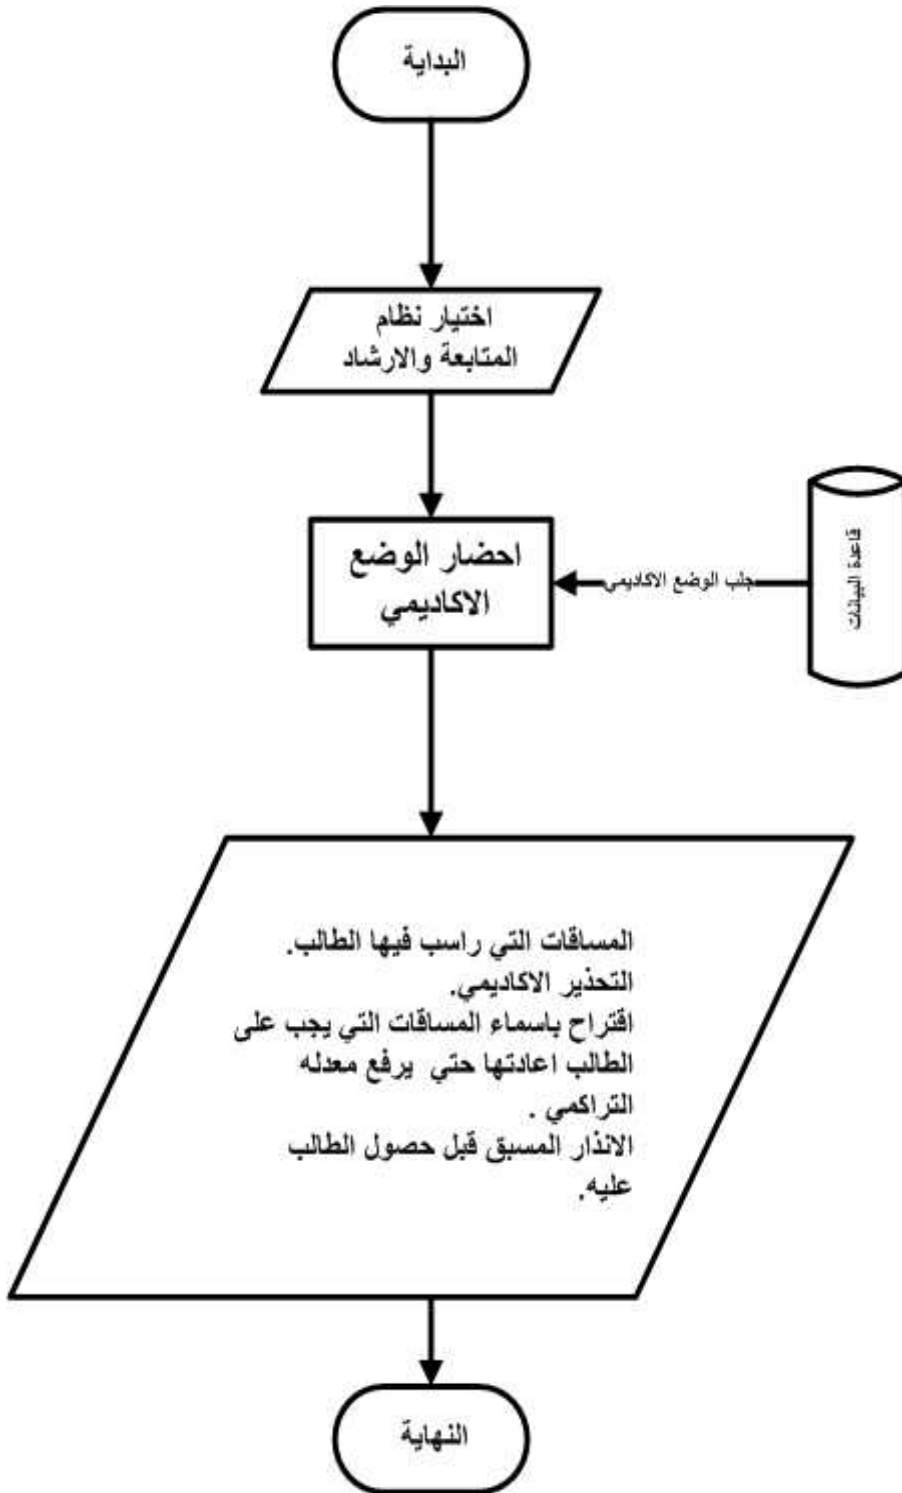 البداية
اختيار نظام
المتابعة والارشاد
احضار الوضع
الاكاديمي
جلب الوضع الاكاديمي
قاعدة البيانات
المساقات التي راسب فيها الطالب.
التحذير الاكاديمي.
اقتراح باسماء المساقات التي يجب على
الطالب اعادتها حتي يرفع معدله
التراكمي .
الانذار المسبق قبل حصول الطالب
عليه.
النهاية